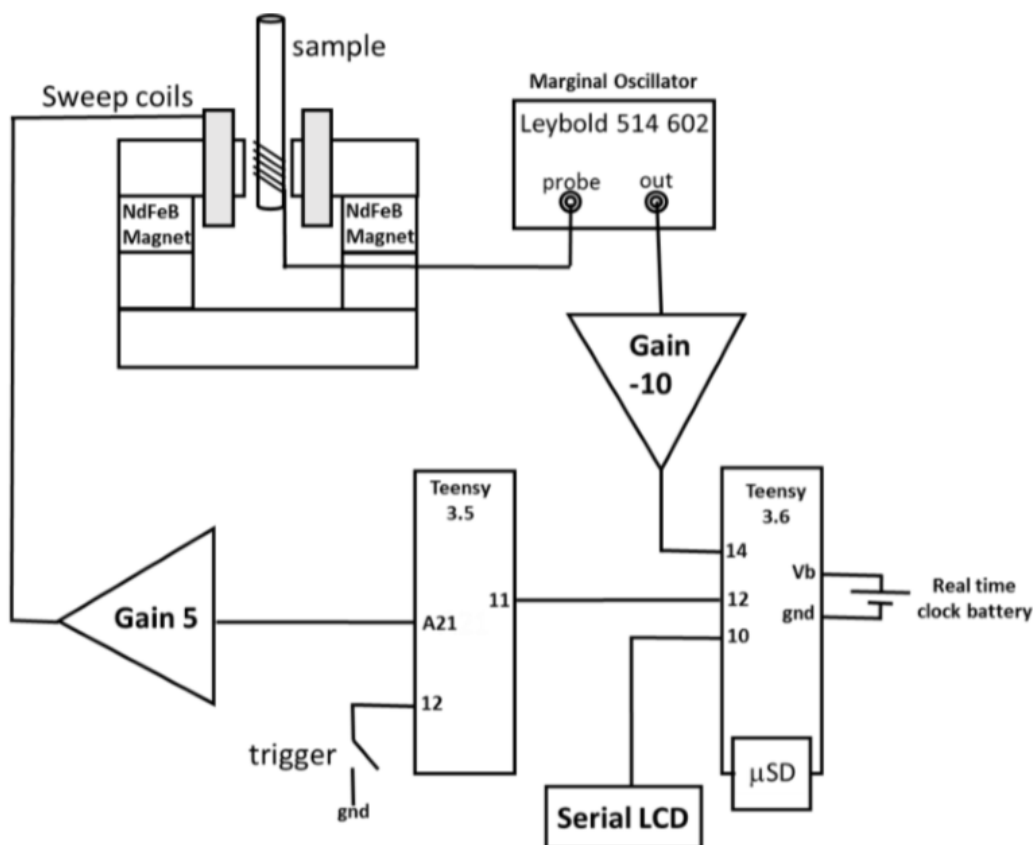 sample
Sweep coils
Marginal Oscillator
Leybold 514 602
probe
out
NdFeB
Magnet
NdFeB
Magnet
Gain
-10
Teensy
3.5
Teensy
3.6
14
Vb
Real time
clock battery
11
12
gnd
Gain 5
A21
10
12
trigger
gnd
μSD
Serial LCD